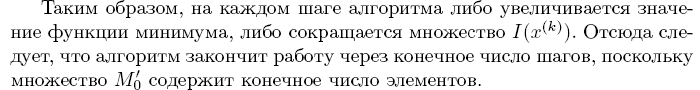 Таким образом, на каждом шаге алгоритма либо увеличивается значе-
ние функции минимума, либо сокращается множество $I(x^{(k)})$. Отсюда сле-
дует, что алгоритм закончит работу через конечное число шагов, поскольку
множество $M_0'$ содержит конечное число элементов.